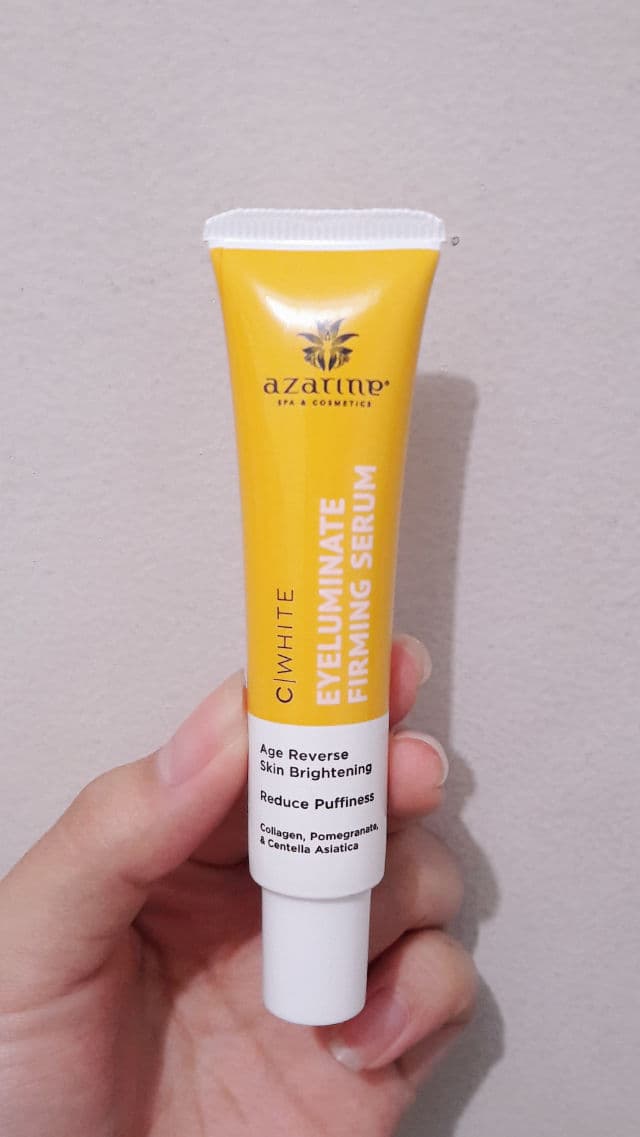 azarine®
SPA & COSMETICS
C|WHITE
EYELUMINATE
FIRMING SERUM
Age Reverse
Skin Brightening
Reduce Puffiness
Collagen, Pomegranate,
& Centella Asiatica